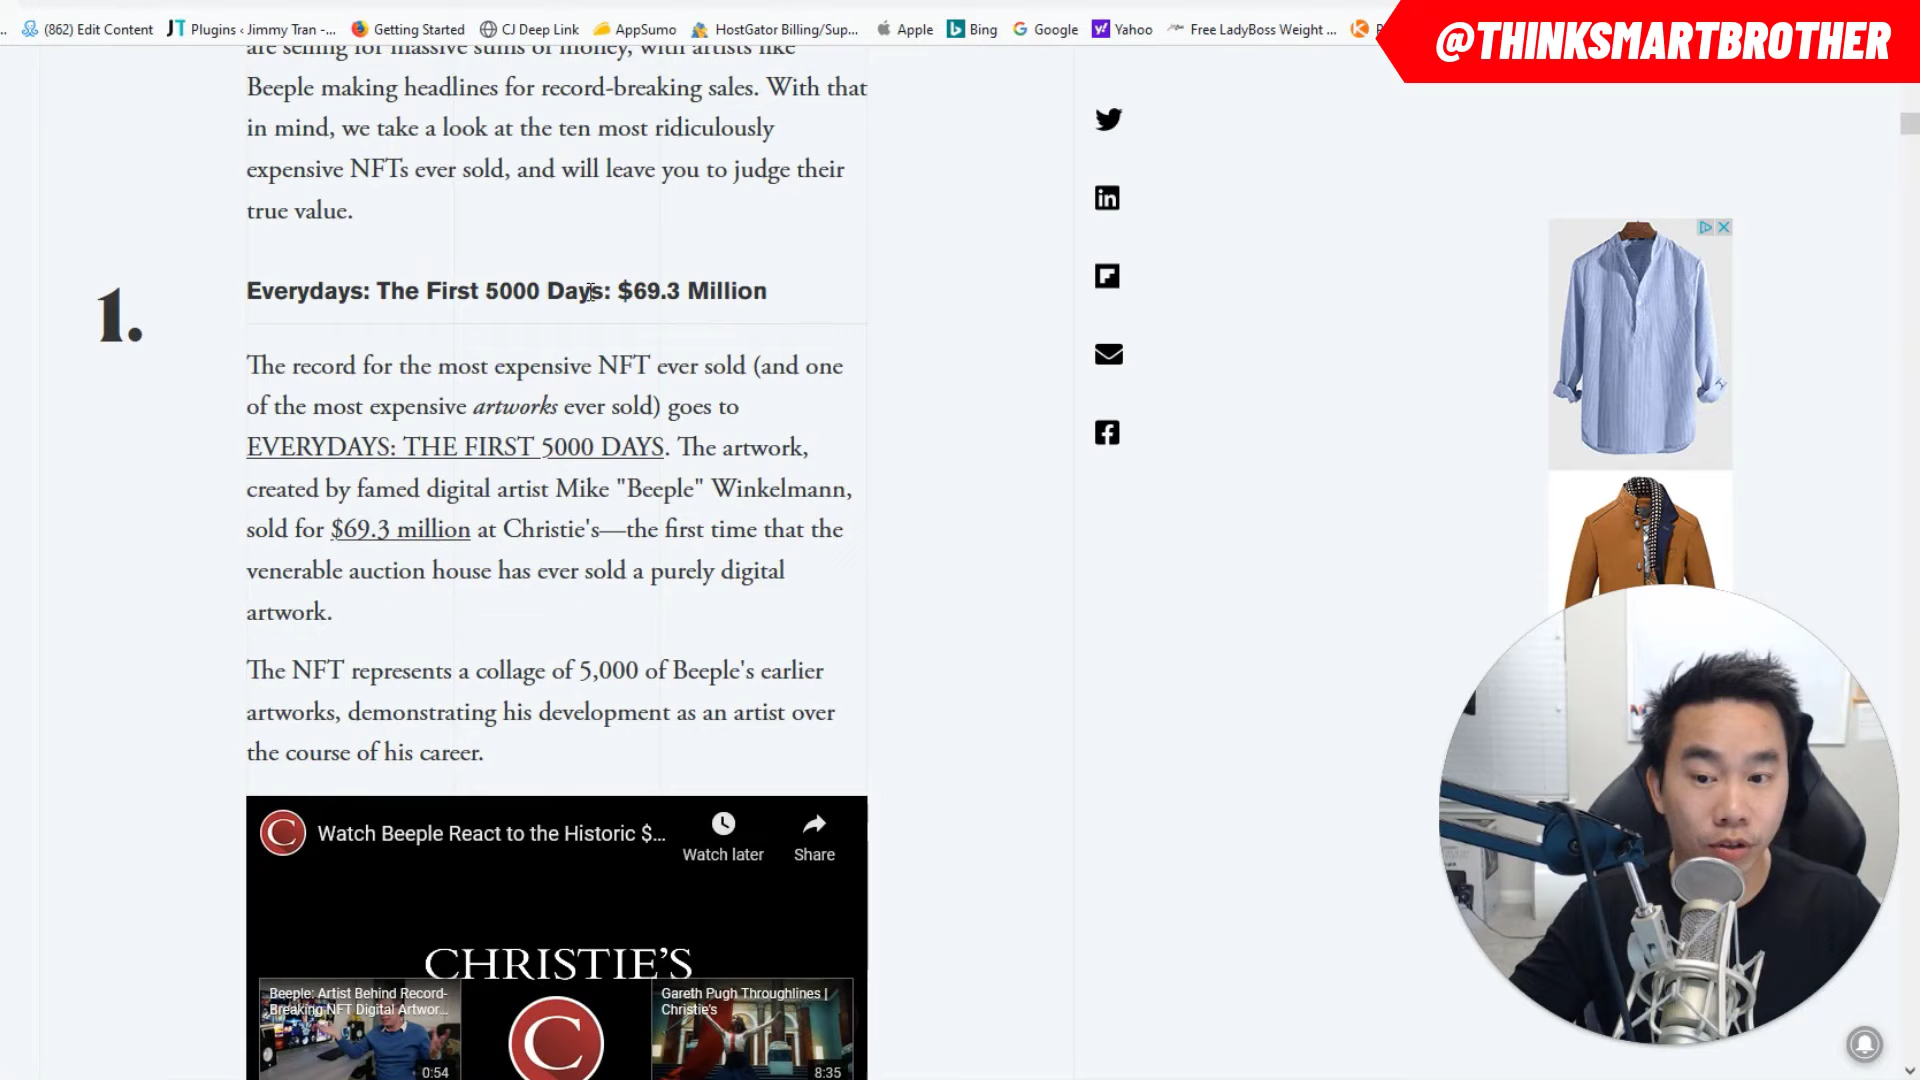 (862) Edit Content
Plugins ‹ Jimmy Tran -...
Getting Started
CJ Deep Link
AppSumo
HostGator Billing/Sup...
Apple
Bing
Google
Yahoo
Free LadyBoss Weight ...
@THINKSMARTBROTHER
are selling for massive sums of money, with artists like
Beeple making headlines for record-breaking sales. With that
in mind, we take a look at the ten most ridiculously
expensive NFTs ever sold, and will leave you to judge their
true value.
1.
Everydays: The First 5000 Days: $69.3 Million
The record for the most expensive NFT ever sold (and one
of the most expensive artworks ever sold) goes to
EVERYDAYS: THE FIRST 5000 DAYS. The artwork,
created by famed digital artist Mike "Beeple" Winkelmann,
sold for $69.3 million at Christie's—the first time that the
venerable auction house has ever sold a purely digital
artwork.
The NFT represents a collage of 5,000 of Beeple's earlier
artworks, demonstrating his development as an artist over
the course of his career.
C
Watch Beeple React to the Historic $...
Watch later
Share
CHRISTIE'S
Beeple: Artist Behind Record-
Breaking NFT Digital Artwor...
0:54
C
Gareth Pugh Throughlines |
Christie's
8:35